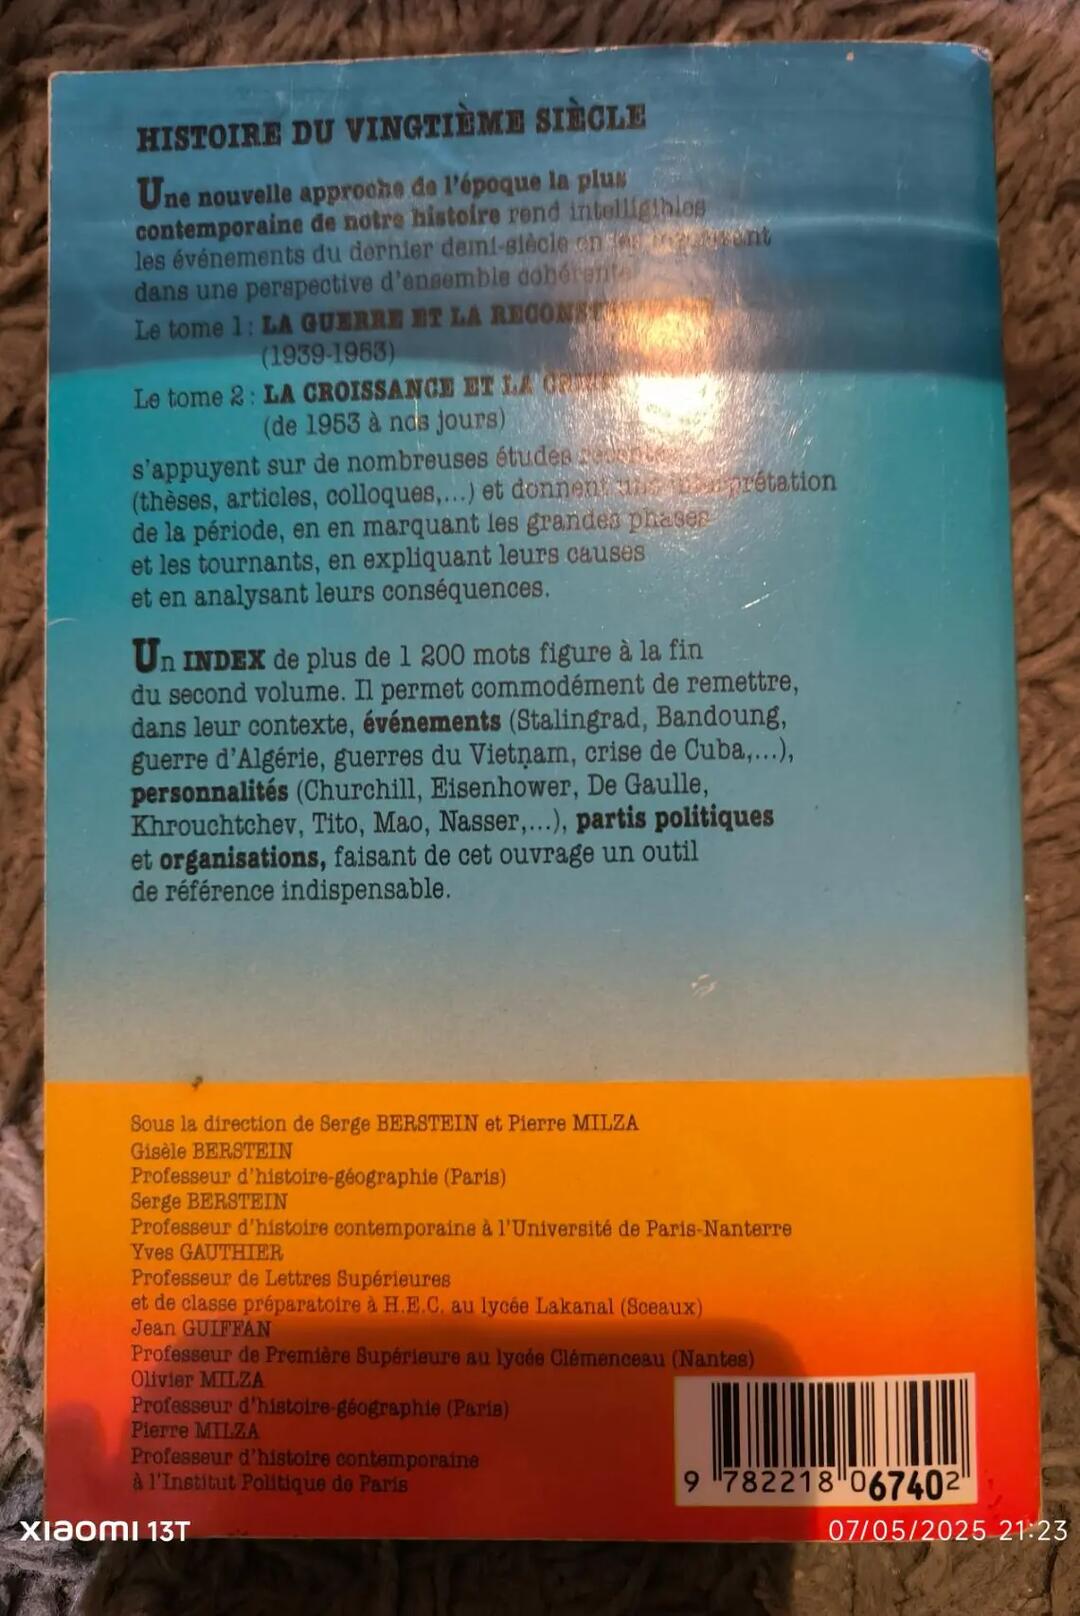 HISTOIRE DU VINGTIÈME SIÈCLE
Une nouvelle approche de l'époque la plus
contemporaine de notre histoire rend intelligibles
les événements du dernier demi-siècle en les
dans une perspective d'ensemble cohérente
Le tome 1 : LA GUERRE ET LA
(1939-1953)
Le tome 2 : LA CROISSANCE ET LA
(de 1953 à nos jours)
s'appuyent sur de nombreuses études récentes
(thèses, articles, colloques,...) et donnent une interprétation
de la période, en en marquant les grandes phases
et les tournants, en expliquant leurs causes
et en analysant leurs conséquences.
Un INDEX de plus de 1 200 mots figure à la fin
du second volume. Il permet commodément de remettre,
dans leur contexte, événements (Stalingrad, Bandoung,
guerre d'Algérie, guerres du Vietnam, crise de Cuba,...),
personnalités (Churchill, Eisenhower, De Gaulle,
Khrouchtchev, Tito, Mao, Nasser,...), partis politiques
et organisations, faisant de cet ouvrage un outil
de référence indispensable.
Sous la direction de Serge BERSTEIN et Pierre MILZA
Gisèle BERSTEIN
Professeur d'histoire-géographie (Paris)
Serge BERSTEIN
Professeur d'histoire contemporaine à l'Université de Paris-Nanterre
Yves GAUTHIER
Professeur de Lettres Supérieures
et de classe préparatoire à H.E.C. au lycée Lakanal (Sceaux)
Jean GUIFFAN
Professeur de Première Supérieure au lycée Clémenceau (Nantes)
Olivier MILZA
Professeur d'histoire-géographie (Paris)
Pierre MILZA
Professeur d'histoire contemporaine
à l'Institut Politique de Paris
9 782218 067402
XIAOMI 13T
07/05/2025 21:23